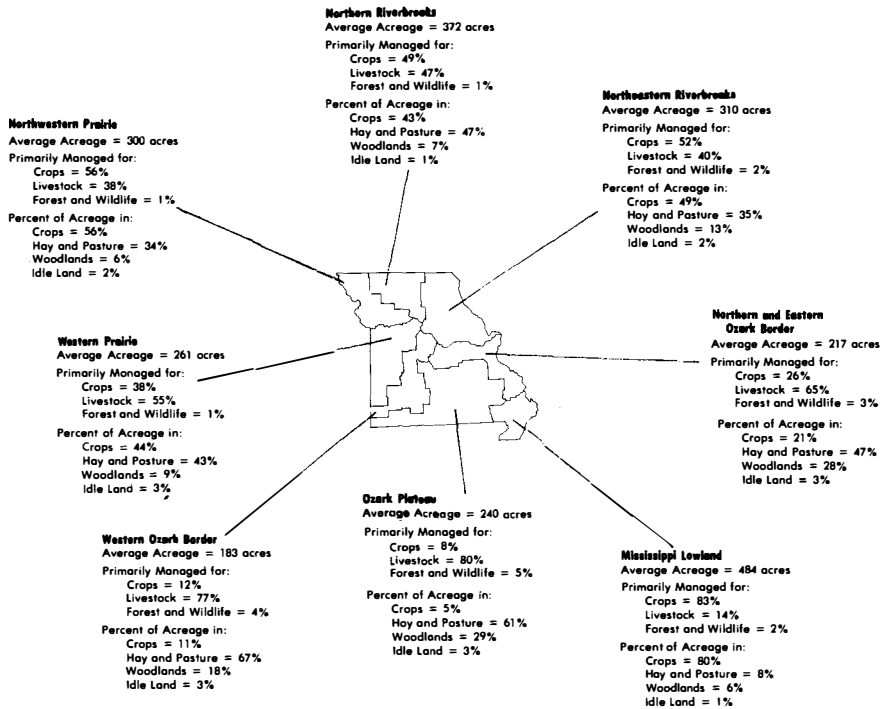 Northern Riverbreaks
Average Acreage = 372 acres
Primarily Managed for:
Crops = 49%
Livestock = 47%
Forest and Wildlife = 1%
Percent of Acreage in:
Crops = 43%
Hay and Pasture = 47%
Woodlands = 7%
Idle Land = 1%
Northeastern Riverbreaks
Average Acreage = 310 acres
Primarily Managed for:
Crops = 52%
Livestock = 40%
Forest and Wildlife = 2%
Percent of Acreage in:
Crops = 49%
Hay and Pasture = 35%
Woodlands = 13%
Idle Land = 2%
Northwestern Prairie
Average Acreage = 300 acres
Primarily Managed for:
Crops = 56%
Livestock = 38%
Forest and Wildlife = 1%
Percent of Acreage in:
Crops = 56%
Hay and Pasture = 34%
Woodlands = 6%
Idle Land = 2%
Northern and Eastern
Ozark Border
Average Acreage = 217 acres
Primarily Managed for:
Crops = 26%
Livestock = 65%
Forest and Wildlife = 3%
Percent of Acreage in:
Crops = 21%
Hay and Pasture = 47%
Woodlands = 28%
Idle Land = 3%
Western Prairie
Average Acreage = 261 acres
Primarily Managed for:
Crops = 38%
Livestock = 55%
Forest and Wildlife = 1%
Percent of Acreage in:
Crops = 44%
Hay and Pasture = 43%
Woodlands = 9%
Idle Land = 3%
Ozark Plateau
Average Acreage = 240 acres
Primarily Managed for:
Crops = 8%
Livestock = 80%
Forest and Wildlife = 5%
Percent of Acreage in:
Crops = 5%
Hay and Pasture = 61%
Woodlands = 29%
Idle Land = 3%
Western Ozark Border
Average Acreage = 183 acres
Primarily Managed for:
Crops = 12%
Livestock = 77%
Forest and Wildlife = 4%
Percent of Acreage in:
Crops = 11%
Hay and Pasture = 67%
Woodlands = 18%
Idle Land = 3%
Mississippi Lowland
Average Acreage = 484 acres
Primarily Managed for:
Crops = 83%
Livestock = 14%
Forest and Wildlife = 2%
Percent of Acreage in:
Crops = 80%
Hay and Pasture = 8%
Woodlands = 6%
Idle Land = 1%